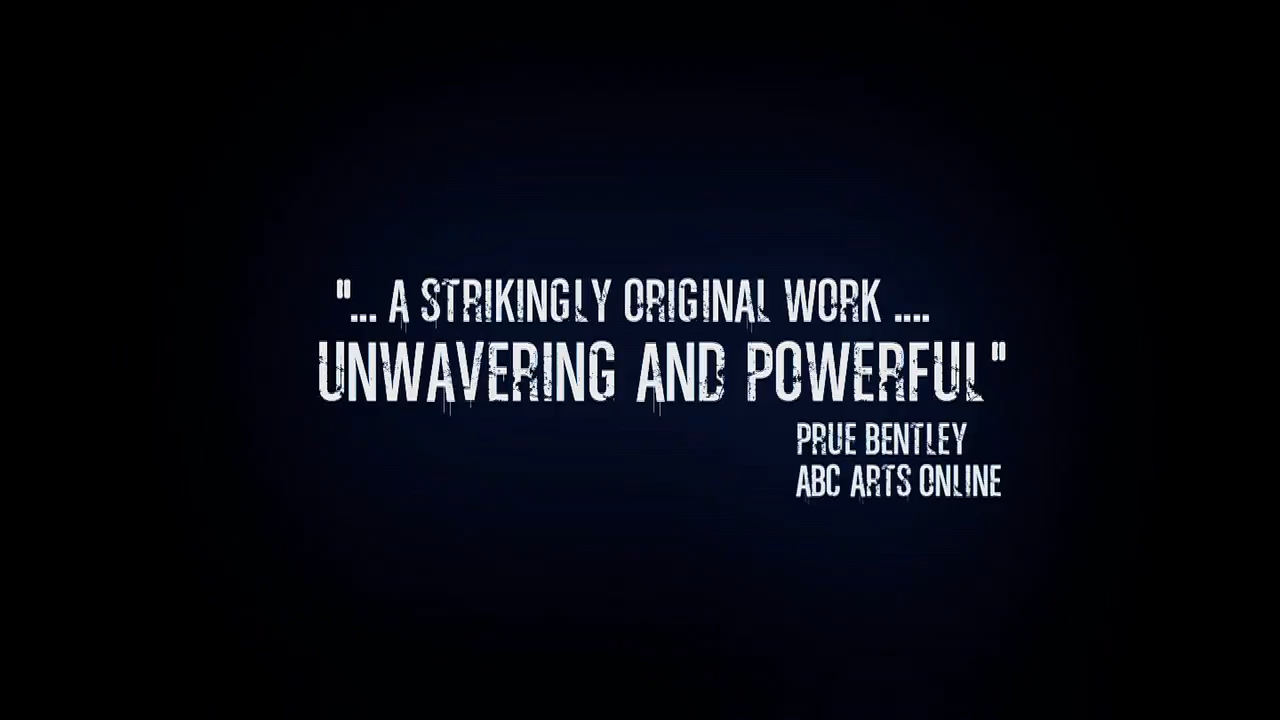 "... A STRIKINGLY ORIGINAL WORK ....
UNWAVERING AND POWERFUL"
PRUE BENTLEY
ABC ARTS ONLINE